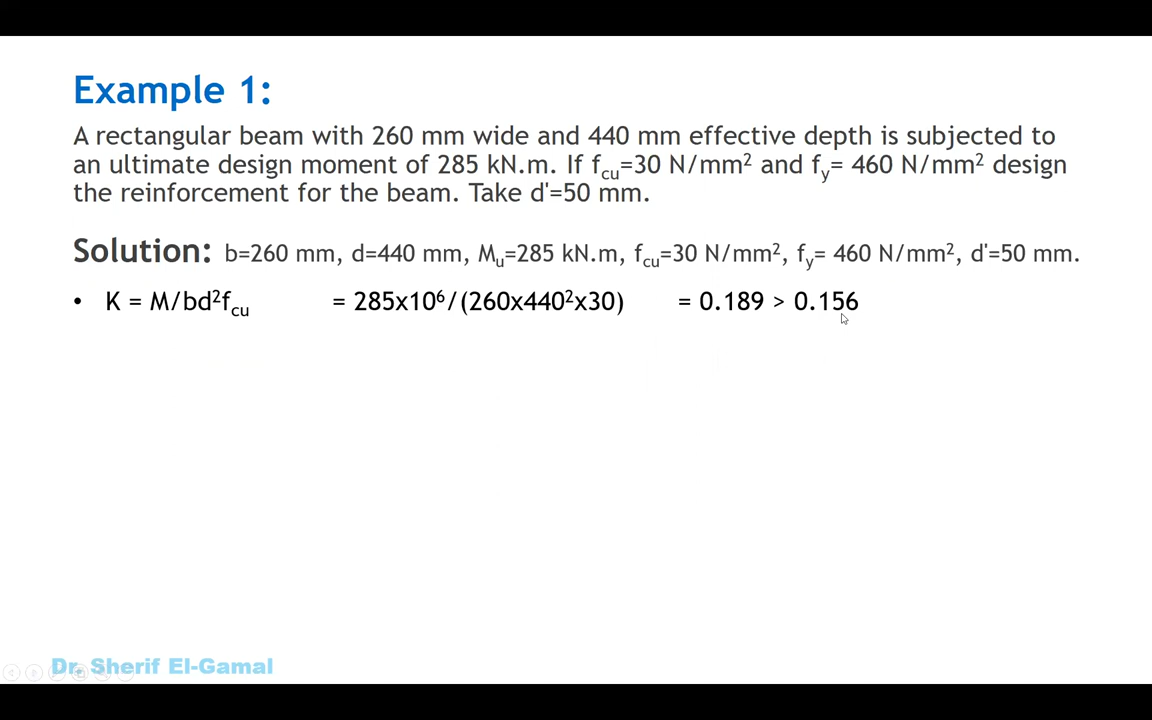 Example 1:
A rectangular beam with 260 mm wide and 440 mm effective depth is subjected to
an ultimate design moment of 285 kN.m. If fcu=30 N/mm² and fy= 460 N/mm² design
the reinforcement for the beam. Take d'=50 mm.
Solution: b=260 mm, d=440 mm, Mu=285 kN.m, fcu=30 N/mm², fy= 460 N/mm², d'=50 mm.
• K = M/bd²fcu = 285x10⁶/(260x440²x30) = 0.189 > 0.156
Dr. Sherif El-Gamal